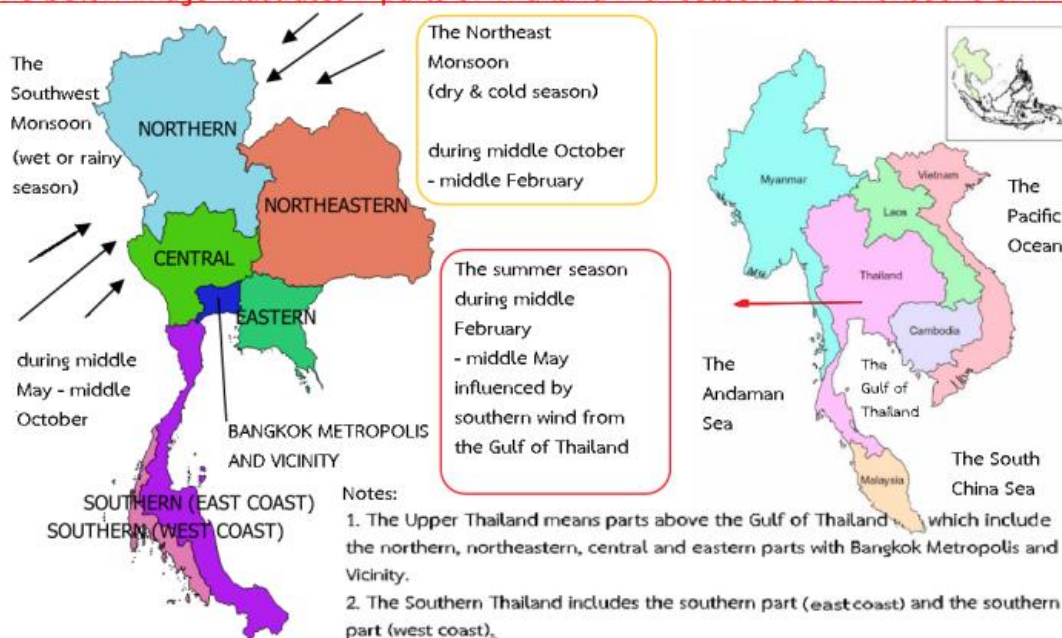 The
Southwest
Monsoon
(wet or rainy
season)
during middle
May - middle
October
NORTHERN
NORTHEASTERN
CENTRAL
EASTERN
BANGKOK METROPOLIS
AND VICINITY
SOUTHERN (EAST COAST)
SOUTHERN (WEST COAST)
The Northeast
Monsoon
(dry & cold season)
during middle October
- middle February
The summer season
during middle
February
- middle May
influenced by
southern wind from
the Gulf of Thailand
Myanmar
Laos
Vietnam
Thailand
Cambodia
Malaysia
The
Pacific
Ocean
The
Andaman
Sea
The
Gulf of
Thailand
The South
China Sea
Notes:
1. The Upper Thailand means parts above the Gulf of Thailand which include
the northern, northeastern, central and eastern parts with Bangkok Metropolis and
Vicinity.
2. The Southern Thailand includes the southern part (east coast) and the southern
part (west coast).